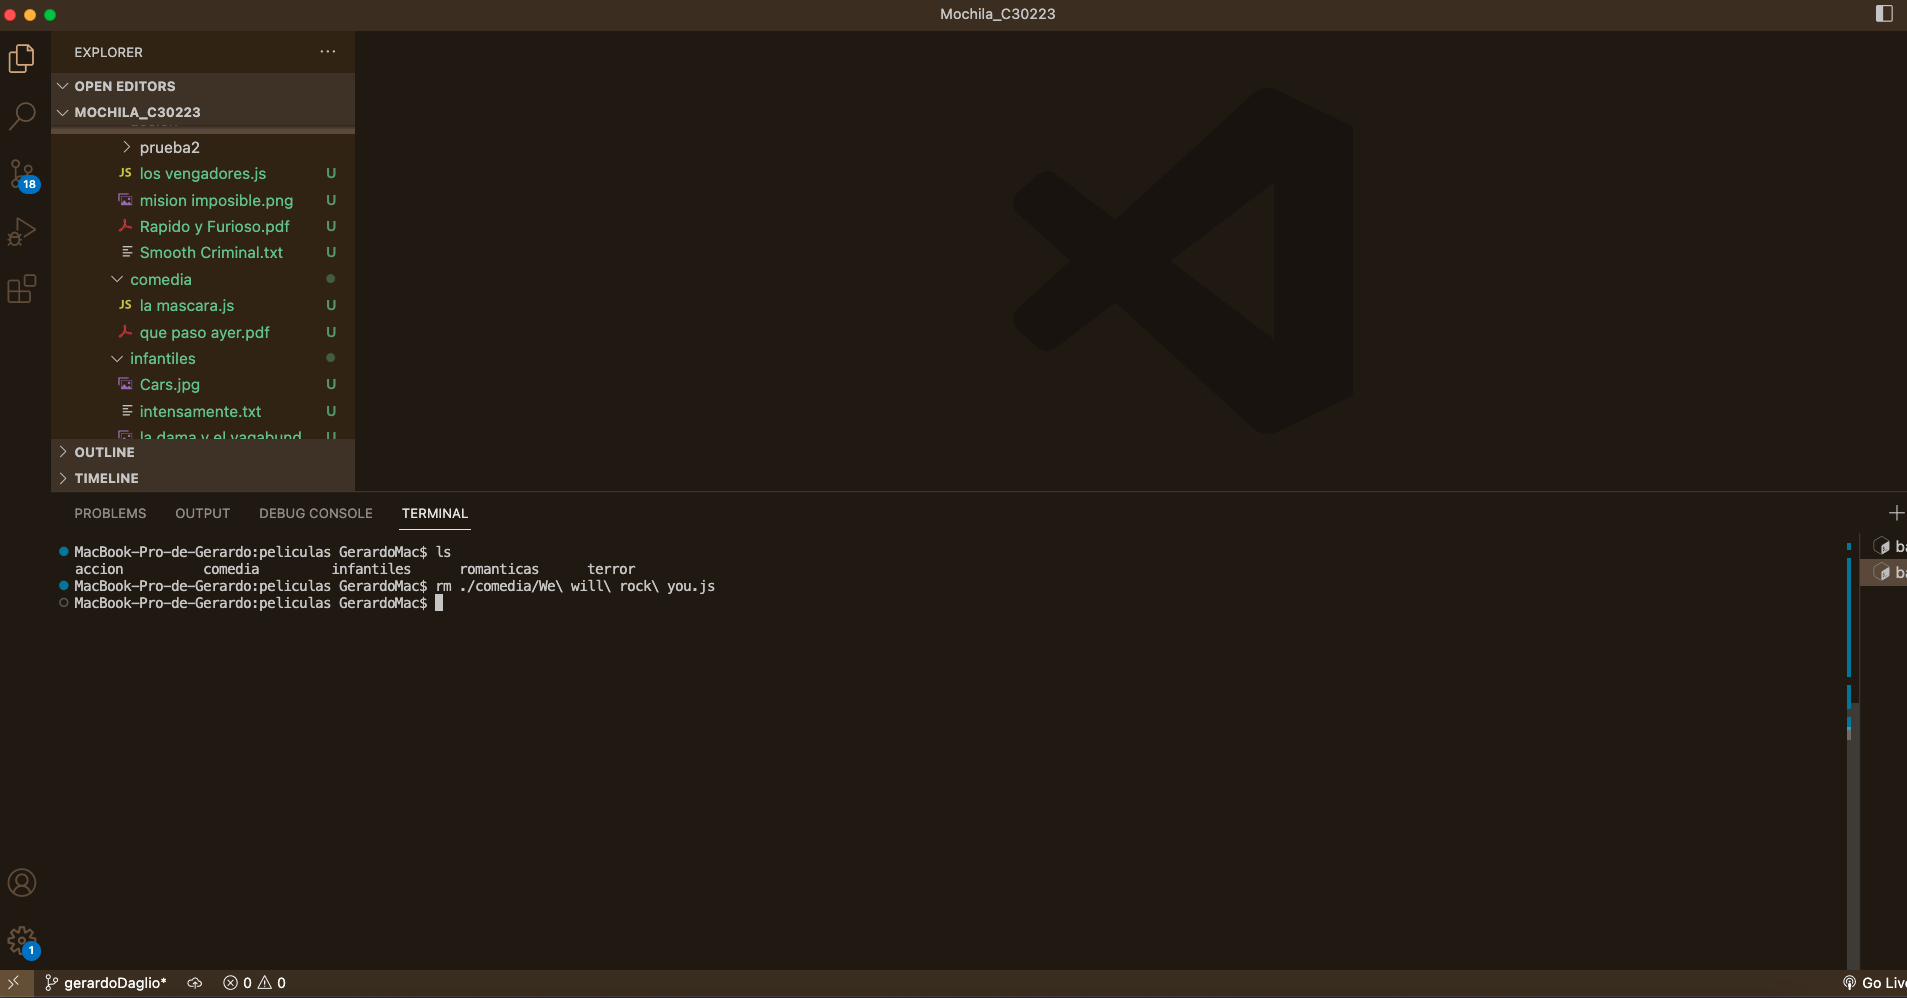 Mochila_C30223
EXPLORER
OPEN EDITORS
MOCHILA_C30223
prueba2
JS los vengadores.js U
mision imposible.png U
Rapido y Furioso.pdf U
Smooth Criminal.txt U
comedia
JS la mascara.js U
que paso ayer.pdf U
infantiles
Cars.jpg U
intensamente.txt U
la dama y el vagabund U
OUTLINE
TIMELINE
18
1
PROBLEMS OUTPUT DEBUG CONSOLE TERMINAL
MacBook-Pro-de-Gerardo:peliculas GerardoMac$ ls
accion comedia infantiles romanticas terror
MacBook-Pro-de-Gerardo:peliculas GerardoMac$ rm ./comedia/We\ will\ rock\ you.js
MacBook-Pro-de-Gerardo:peliculas GerardoMac$
ba
ba
gerardoDaglio* 0 0 Go Live